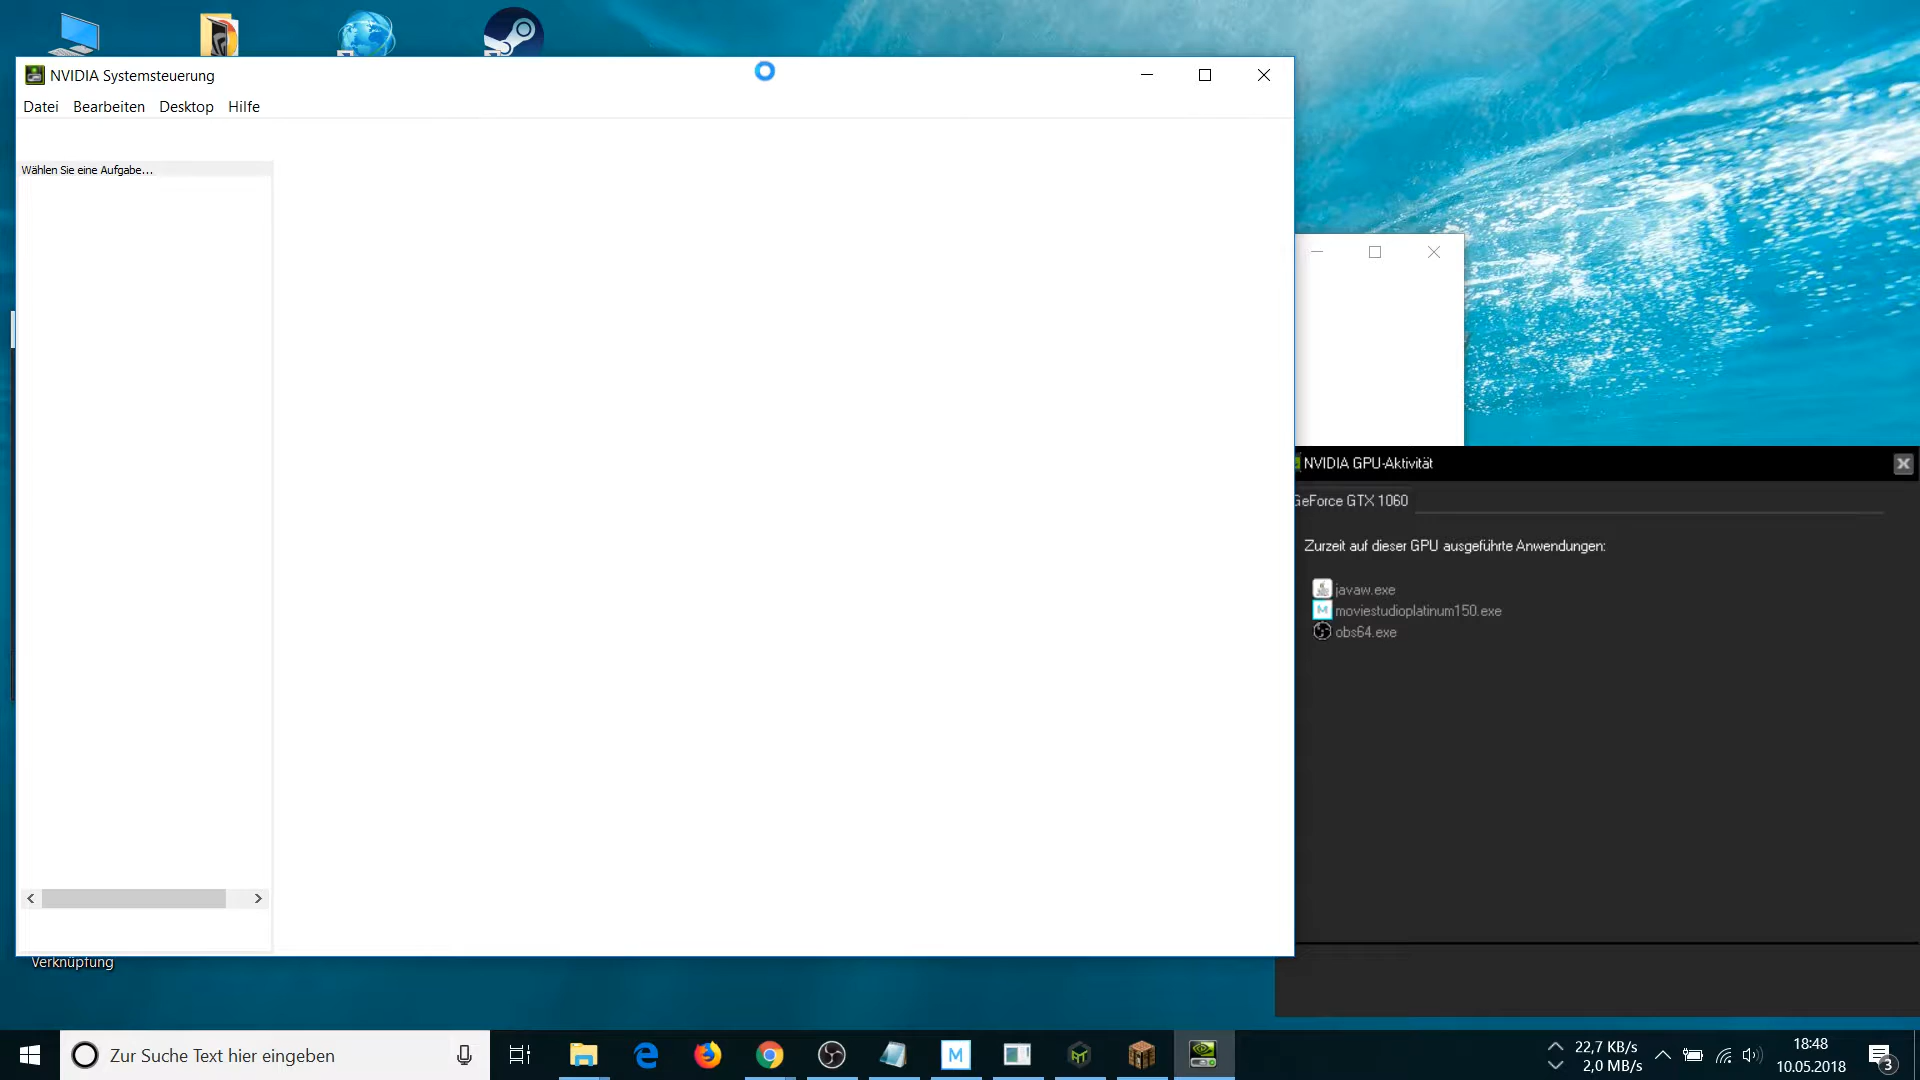 NVIDIA Systemsteuerung
Datei Bearbeiten Desktop Hilfe
Wählen Sie eine Aufgabe...
NVIDIA GPU-Aktivität
GeForce GTX 1060
Zurzeit auf dieser GPU ausgeführte Anwendungen:
javaw.exe
M moviestudioplatinum150.exe
obs64.exe
Verknüpfung
Zur Suche Text hier eingeben
M
22,7 KB/s
2,0 MB/s
18:48
10.05.2018
3